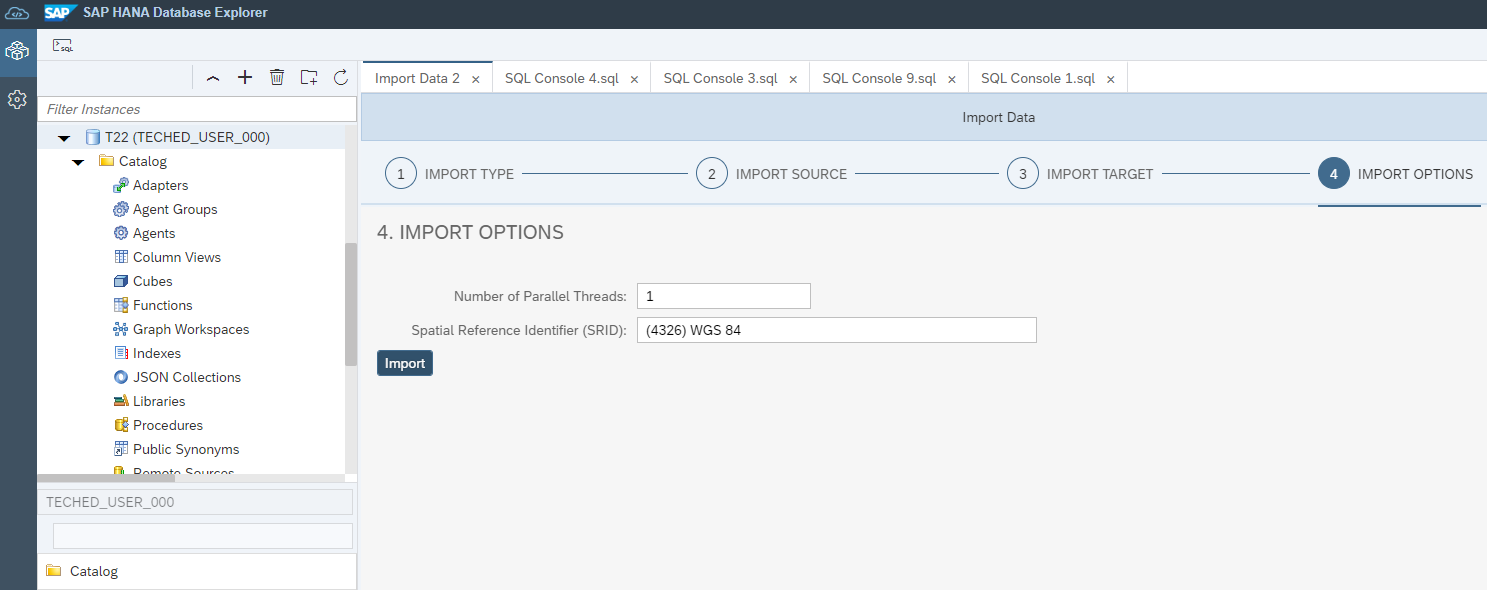 SAP SAP HANA Database Explorer
SQL
Import Data 2 × SQL Console 4.sql × SQL Console 3.sql × SQL Console 9.sql × SQL Console 1.sql ×
Filter Instances
Import Data
T22 (TECHED_USER_000)
Catalog
Adapters
Agent Groups
Agents
Column Views
Cubes
Functions
Graph Workspaces
Indexes
JSON Collections
Libraries
Procedures
Public Synonyms
Remote Sources
TECHED_USER_000
Catalog
1 IMPORT TYPE 2 IMPORT SOURCE 3 IMPORT TARGET 4 IMPORT OPTIONS
4. IMPORT OPTIONS
Number of Parallel Threads: 1
Spatial Reference Identifier (SRID): (4326) WGS 84
Import